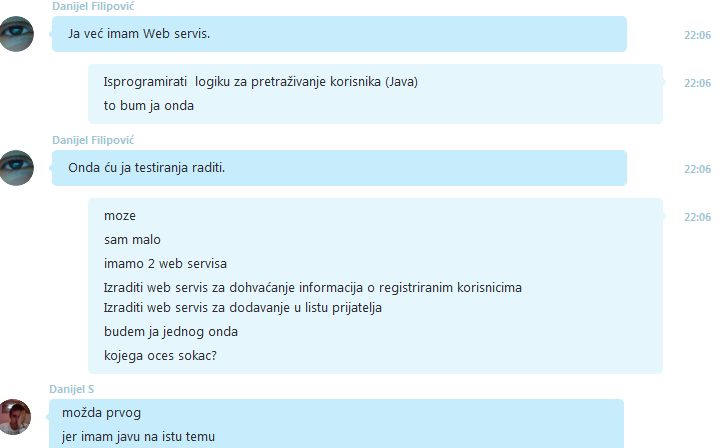 Danijel Filipović
Ja već imam Web servis.
22:06
Isprogramirati  logiku za pretraživanje korisnika (Java)
22:06
to bum ja onda
Danijel Filipović
Onda ću ja testiranja raditi.
22:06
moze
22:06
sam malo
imamo 2 web servisa
Izraditi web servis za dohvaćanje informacija o registriranim korisnicima
Izraditi web servis za dodavanje u listu prijatelja
budem ja jednog onda
kojega oces sokac?
Danijel S
možda prvog
jer imam javu na istu temu